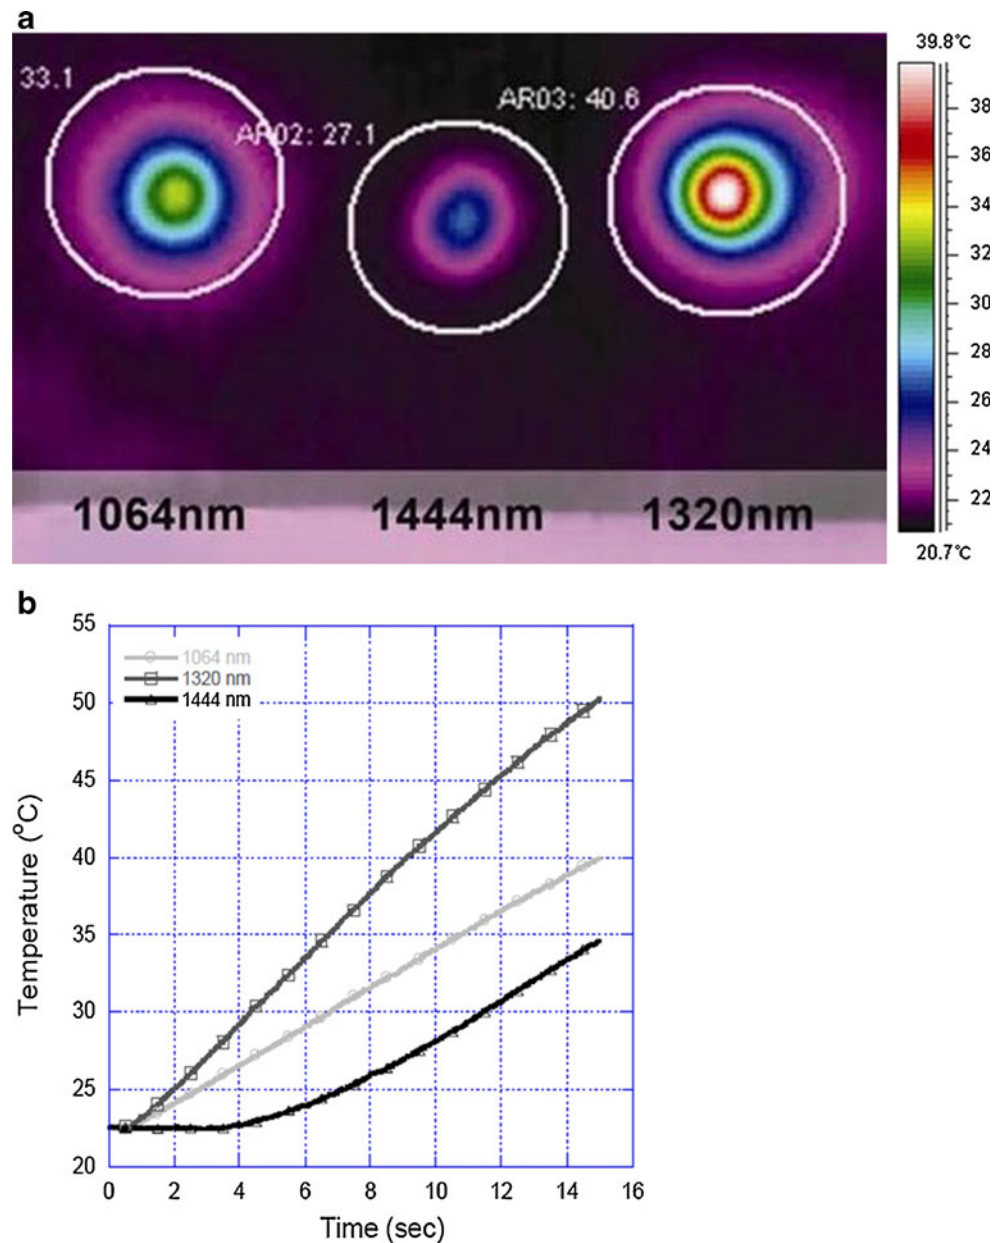 a
39.8°C
33.1
AR02: 27.1
AR03: 40.6
38
36
34
32
30
28
26
24
22
20.7°C
1064nm 1444nm 1320nm
b
55
50
45
40
35
30
25
20
1064 nm
1320 nm
1444 nm
Temperature (°C)
0 2 4 6 8 10 12 14 16
Time (sec)